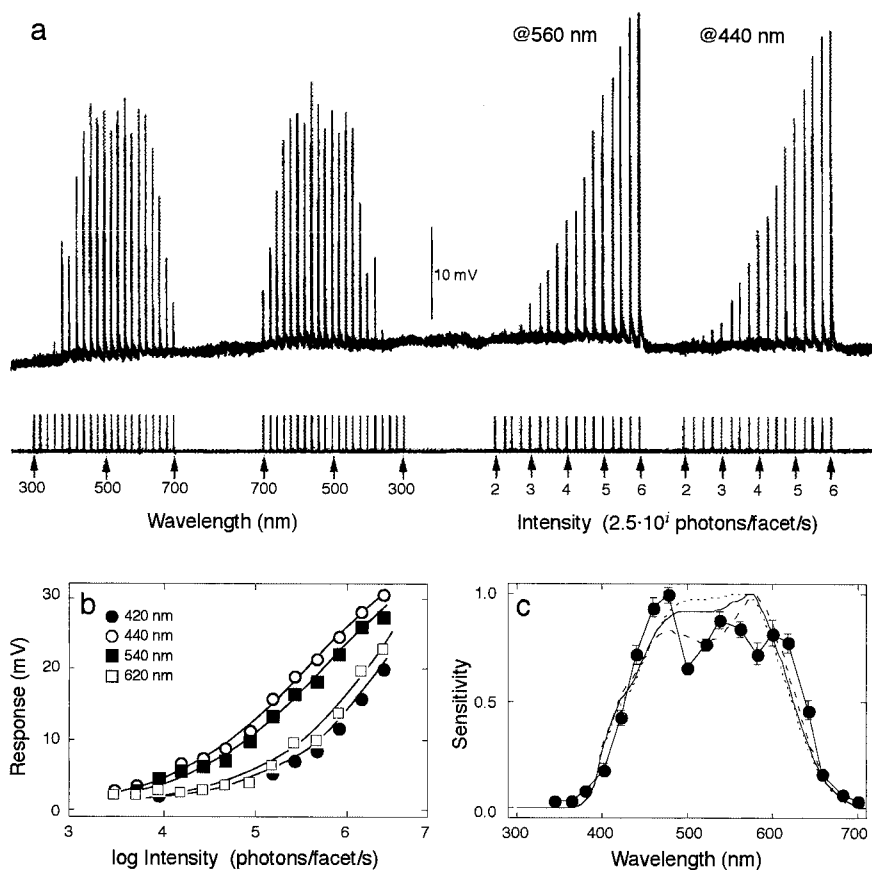 a
@560 nm
@440 nm
10 mV
300 500 700 700 500 300 2 3 4 5 6 2 3 4 5 6
Wavelength (nm)
Intensity (2.5·10ⁱ photons/facet/s)
b
● 420 nm
○ 440 nm
■ 540 nm
□ 620 nm
30
20
10
0
Response (mV)
3 4 5 6 7
log Intensity (photons/facet/s)
c
1.0
0.5
0.0
Sensitivity
300 400 500 600 700
Wavelength (nm)